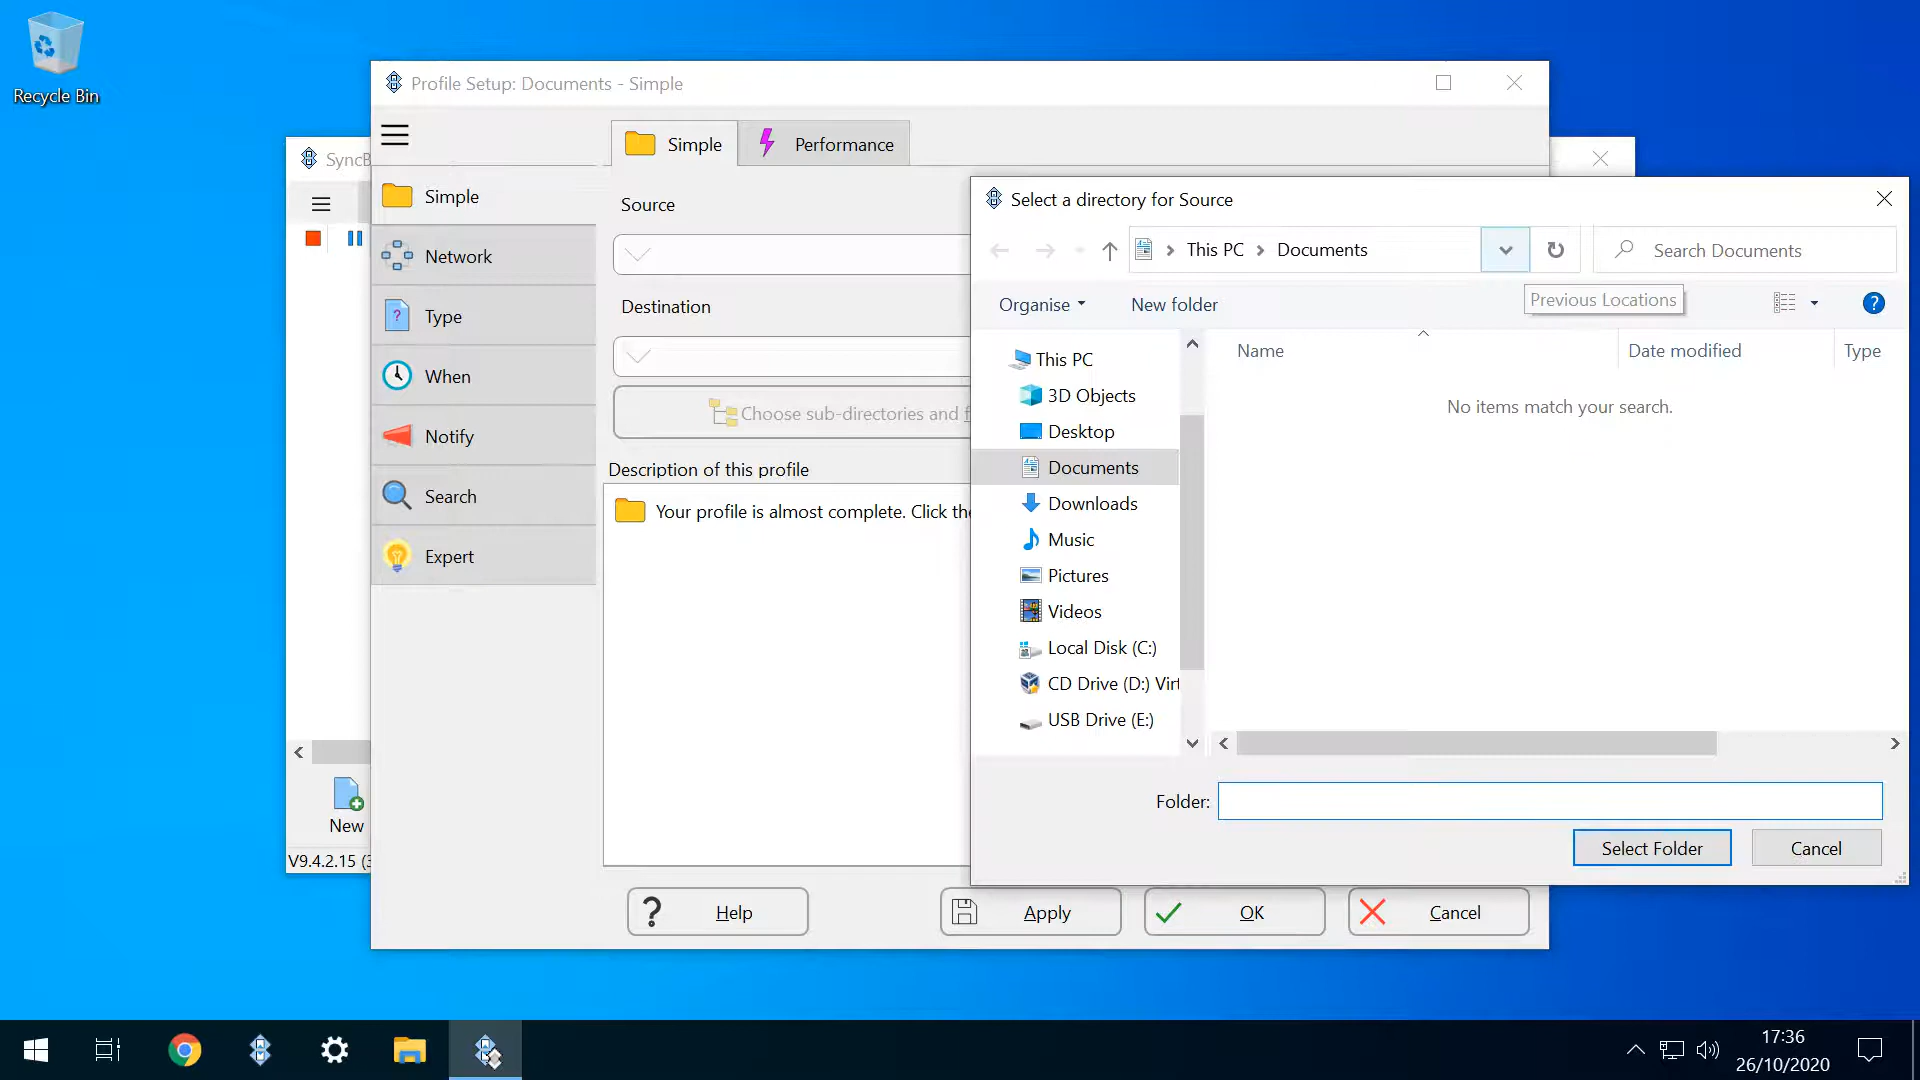 Recycle Bin
Profile Setup: Documents - Simple
SyncB
Simple
Performance
Simple
Network
Type
When
Notify
Search
Expert
Source
Destination
Choose sub-directories and f
Description of this profile
Your profile is almost complete. Click the
Help
Apply
OK
Cancel
New
V9.4.2.15 (3
Select a directory for Source
This PC
Documents
Search Documents
Organise
New folder
Previous Locations
?
This PC
3D Objects
Desktop
Documents
Downloads
Music
Pictures
Videos
Local Disk (C:)
CD Drive (D:) Virt
USB Drive (E:)
Name
Date modified
Type
No items match your search.
Folder:
Select Folder
Cancel
17:36
26/10/2020